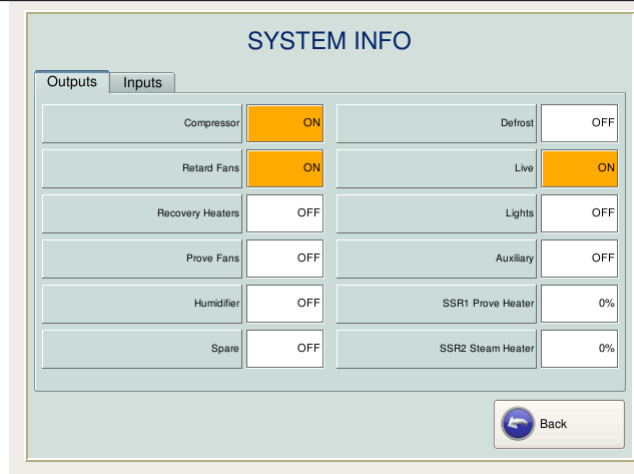 SYSTEM INFO
Outputs Inputs
Compressor ON Defrost OFF
Retard Fans ON Live ON
Recovery Heaters OFF Lights OFF
Prove Fans OFF Auxiliary OFF
Humidifier OFF SSR1 Prove Heater 0%
Spare OFF SSR2 Steam Heater 0%
Back